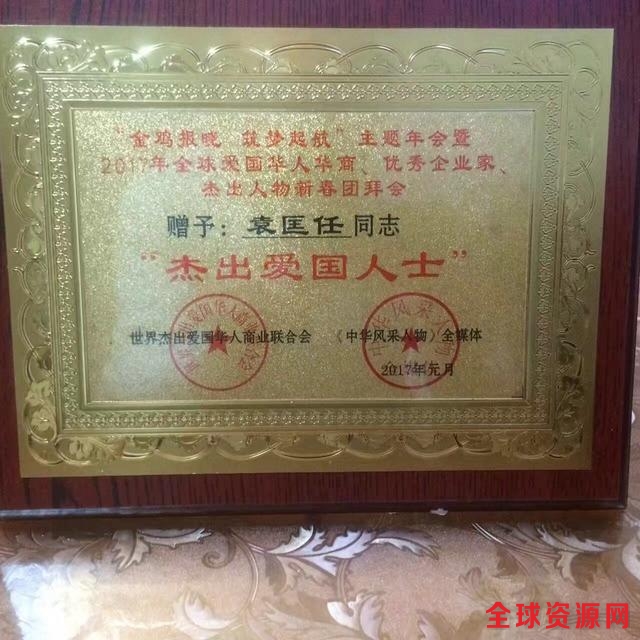 “金鸡报晓 筑梦起航”主题年会暨
2017年全球爱国华人华商、优秀企业家、
杰出人物新春团拜会
赠予：袁匡任同志
“杰出爱国人士”
世界杰出爱国华人商业联合会 《中华风采人物》全媒体
2017年元月
全球资源网